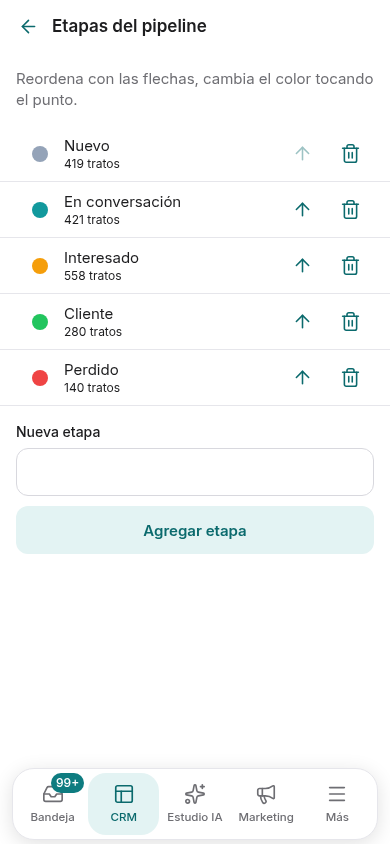 Etapas del pipeline
Reordena con las flechas, cambia el color tocando
el punto.
Nuevo
419 tratos
En conversación
421 tratos
Interesado
558 tratos
Cliente
280 tratos
Perdido
140 tratos
Nueva etapa
Agregar etapa
99+
Bandeja
CRM
Estudio IA
Marketing
Más